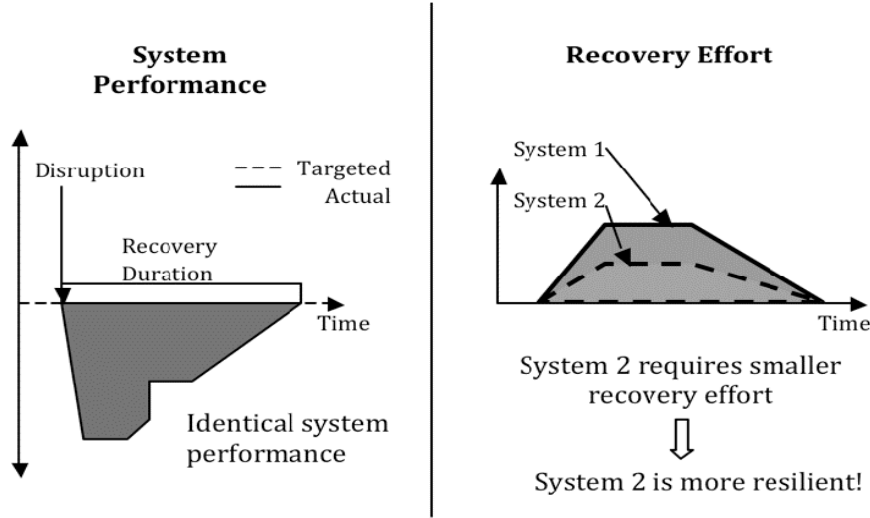 System
Performance
Disruption
Targeted
Actual
Recovery
Duration
Time
Identical system
performance
Recovery Effort
System 1
System 2
Time
System 2 requires smaller
recovery effort
System 2 is more resilient!